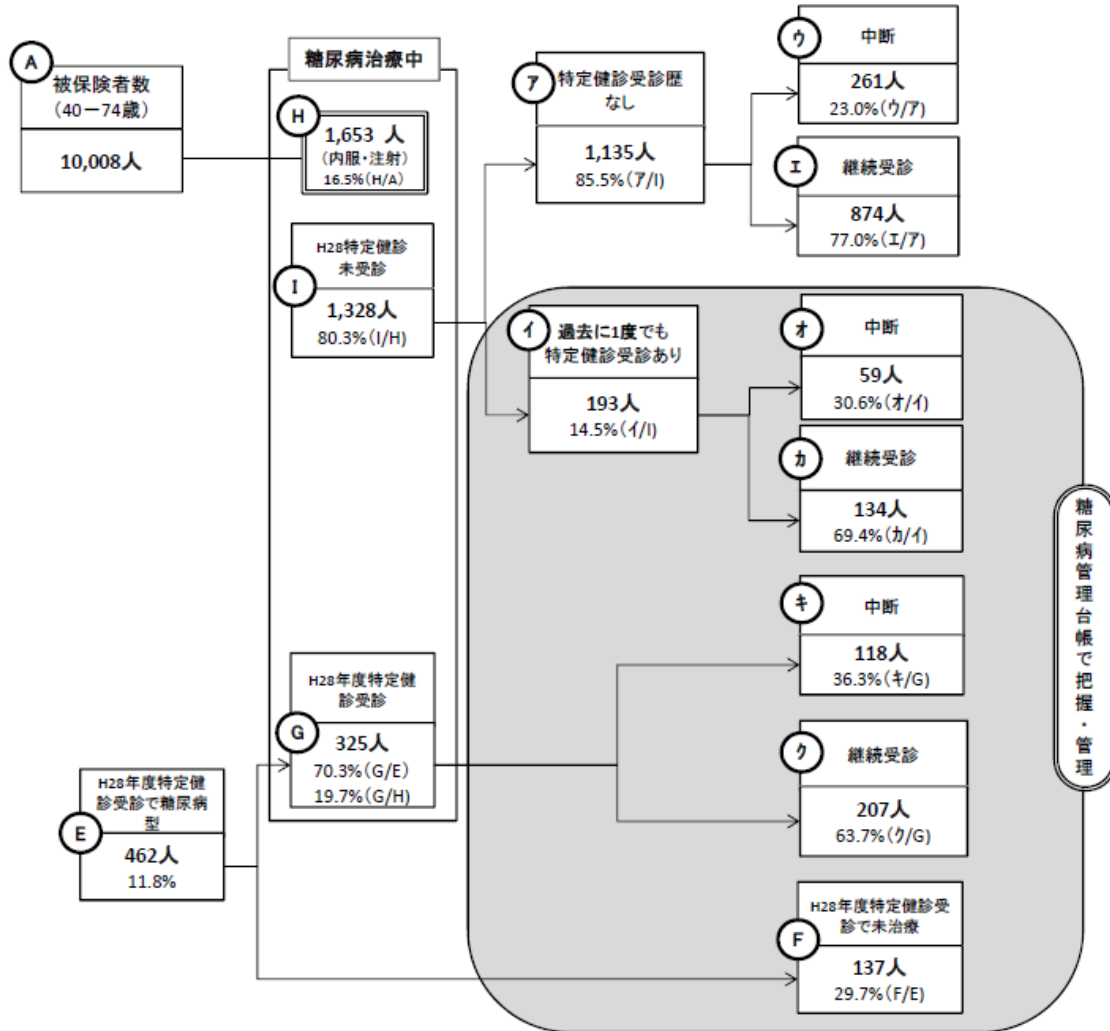 A
被保険者数
(40－74歳)
10,008人
糖尿病治療中
H
1,653 人
(内服・注射)
16.5%(H/A)
I
H28特定健診
未受診
1,328人
80.3%(I/H)
ア
特定健診受診歴
なし
1,135人
85.5%(ア/I)
ウ
中断
261人
23.0%(ウ/ア)
エ
継続受診
874人
77.0%(エ/ア)
イ
過去に1度でも
特定健診受診あり
193人
14.5%(イ/I)
オ
中断
59人
30.6%(オ/イ)
カ
継続受診
134人
69.4%(カ/イ)
糖尿病管理台帳で把握・管理
キ
中断
118人
36.3%(キ/G)
G
H28年度特定健
診受診
325人
70.3%(G/E)
19.7%(G/H)
ク
継続受診
207人
63.7%(ク/G)
E
H28年度特定健
診受診で糖尿病
型
462人
11.8%
F
H28年度特定健診受
診で未治療
137人
29.7%(F/E)